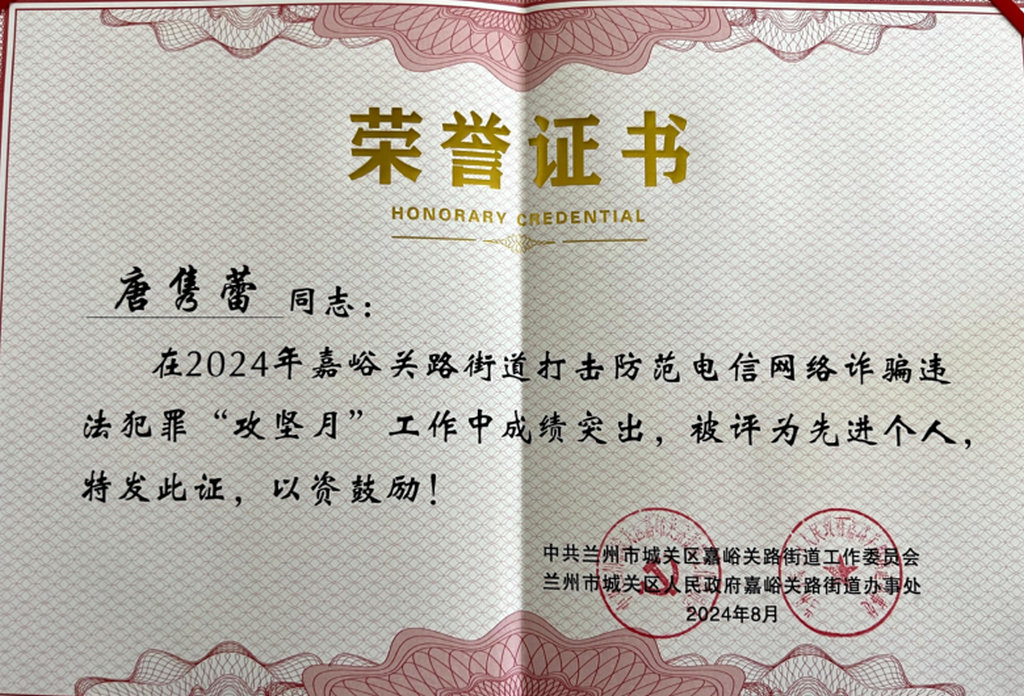 荣誉证书
HONORARY CREDENTIAL
唐隽蕾 同志：
在2024年嘉峪关路街道打击防范电信网络诈骗违
法犯罪“攻坚月”工作中成绩突出，被评为先进个人，
特发此证，以资鼓励！
中共兰州市城关区嘉峪关路街道工作委员会
兰州市城关区人民政府嘉峪关路街道办事处
2024年8月